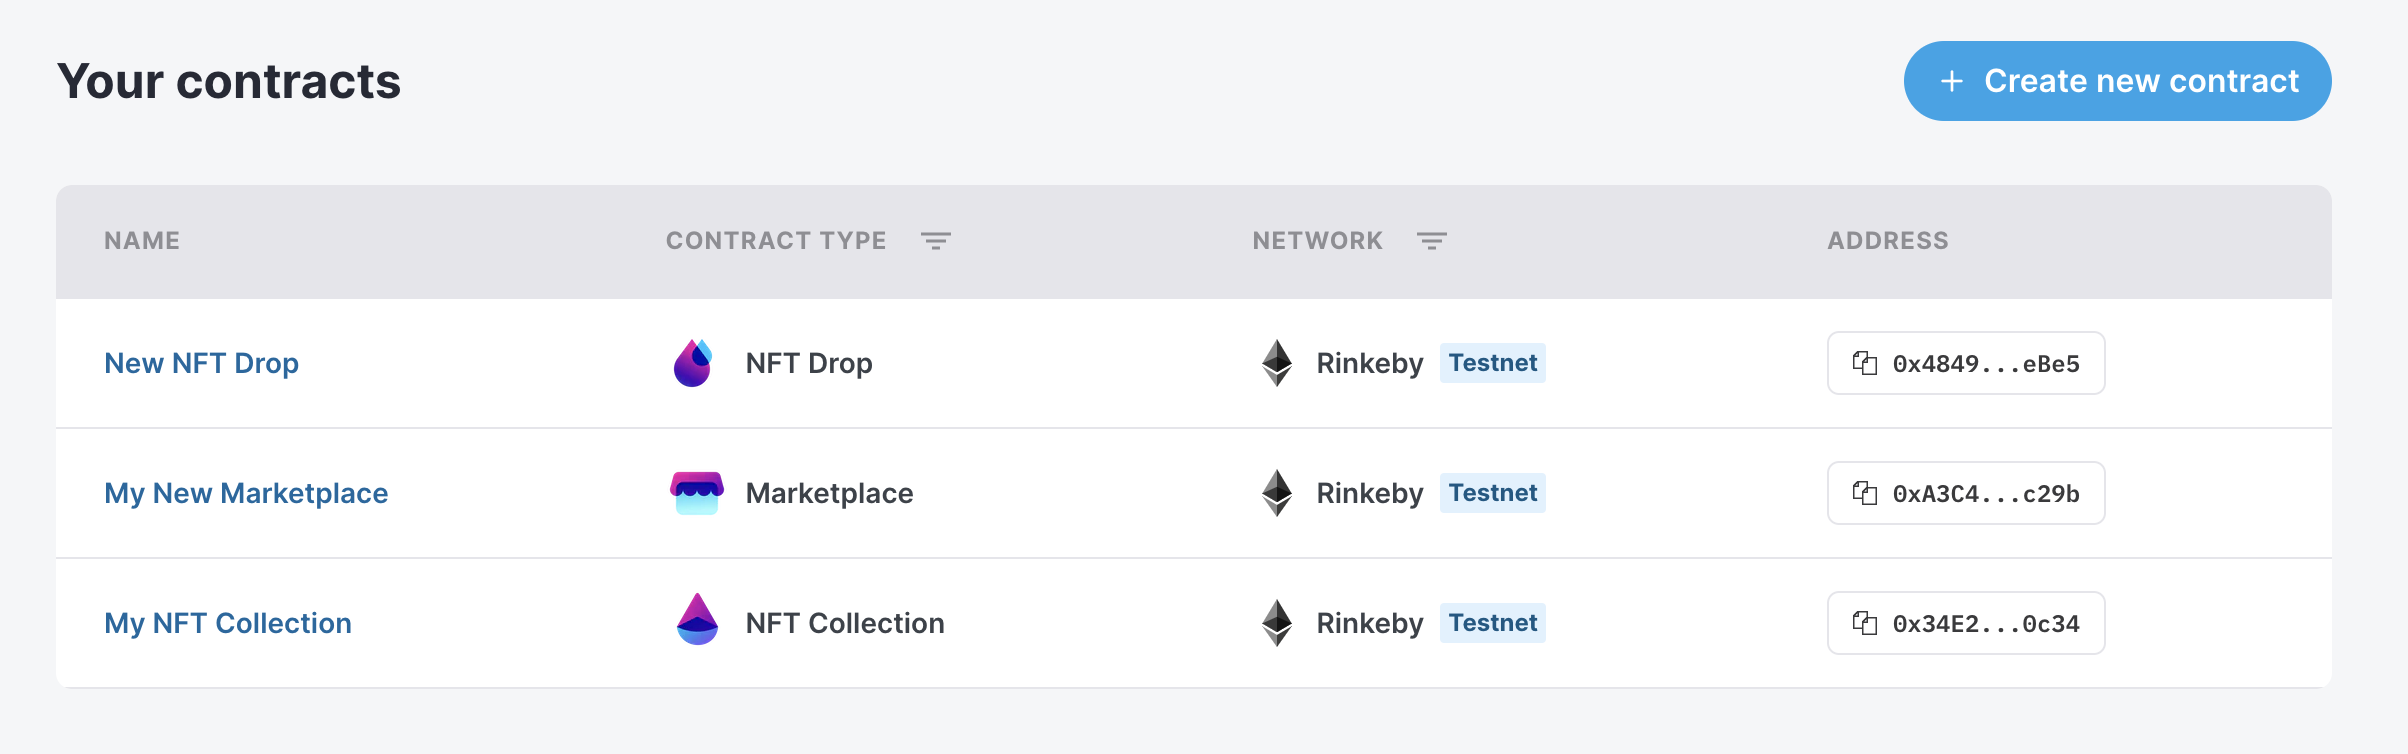 Your contracts
+ Create new contract
NAME CONTRACT TYPE NETWORK ADDRESS
New NFT Drop NFT Drop Rinkeby Testnet 0x4849...eBe5
My New Marketplace Marketplace Rinkeby Testnet 0xA3C4...c29b
My NFT Collection NFT Collection Rinkeby Testnet 0x34E2...0c34